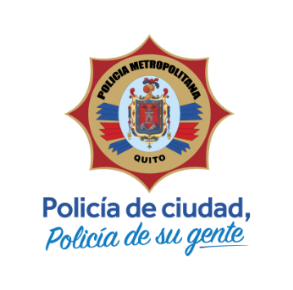 POLICIA METROPOLITANA
QUITO
Policía de ciudad,
Policía de su gente